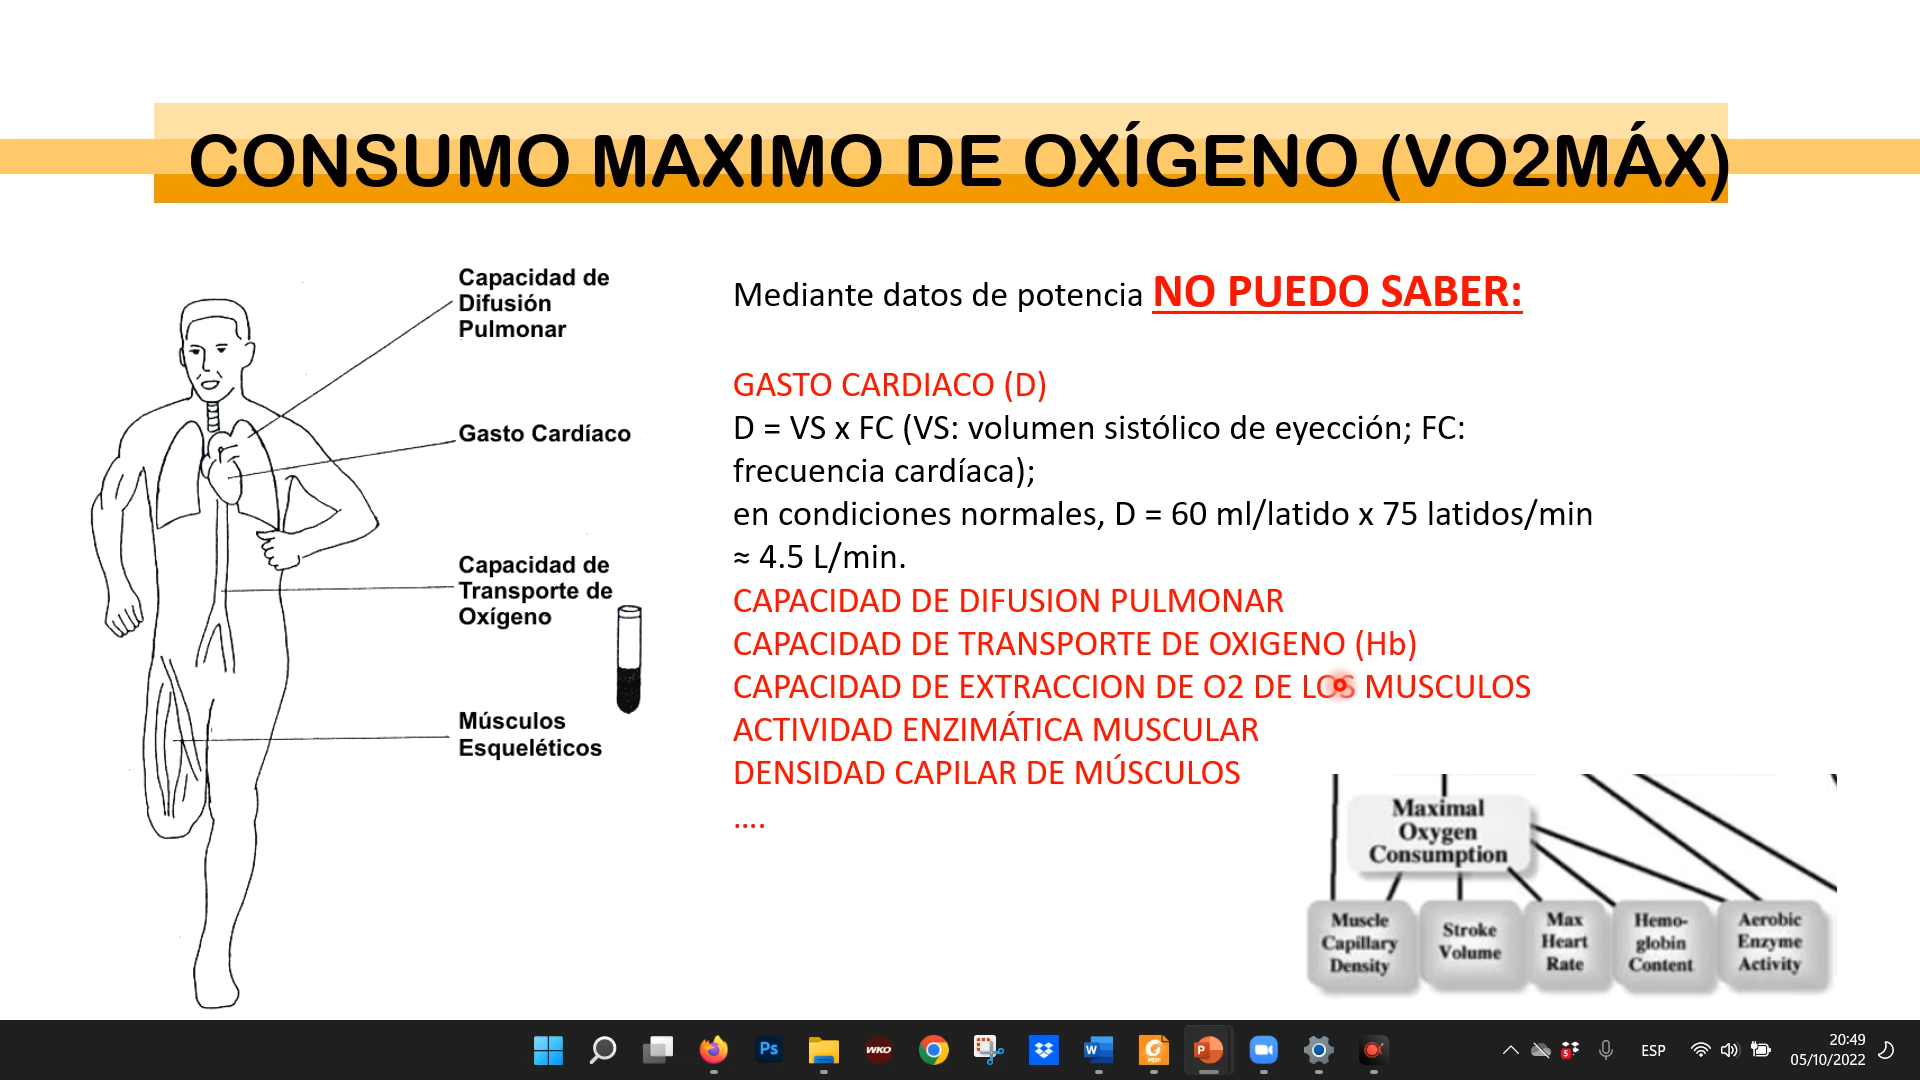 CONSUMO MAXIMO DE OXÍGENO (VO2MÁX)
Capacidad de
Difusión
Pulmonar
Gasto Cardíaco
Capacidad de
Transporte de
Oxígeno
Músculos
Esqueléticos
Mediante datos de potencia NO PUEDO SABER:
GASTO CARDIACO (D)
D = VS x FC (VS: volumen sistólico de eyección; FC:
frecuencia cardíaca);
en condiciones normales, D = 60 ml/latido x 75 latidos/min
≈ 4.5 L/min.
CAPACIDAD DE DIFUSION PULMONAR
CAPACIDAD DE TRANSPORTE DE OXIGENO (Hb)
CAPACIDAD DE EXTRACCION DE O2 DE LOS MUSCULOS
ACTIVIDAD ENZIMÁTICA MUSCULAR
DENSIDAD CAPILAR DE MÚSCULOS
....
Maximal
Oxygen
Consumption
Muscle
Capillary
Density
Stroke
Volume
Max
Heart
Rate
Hemo-
globin
Content
Aerobic
Enzyme
Activity
Ps
WKO
W
PDF
P
5
ESP
20:49
05/10/2022